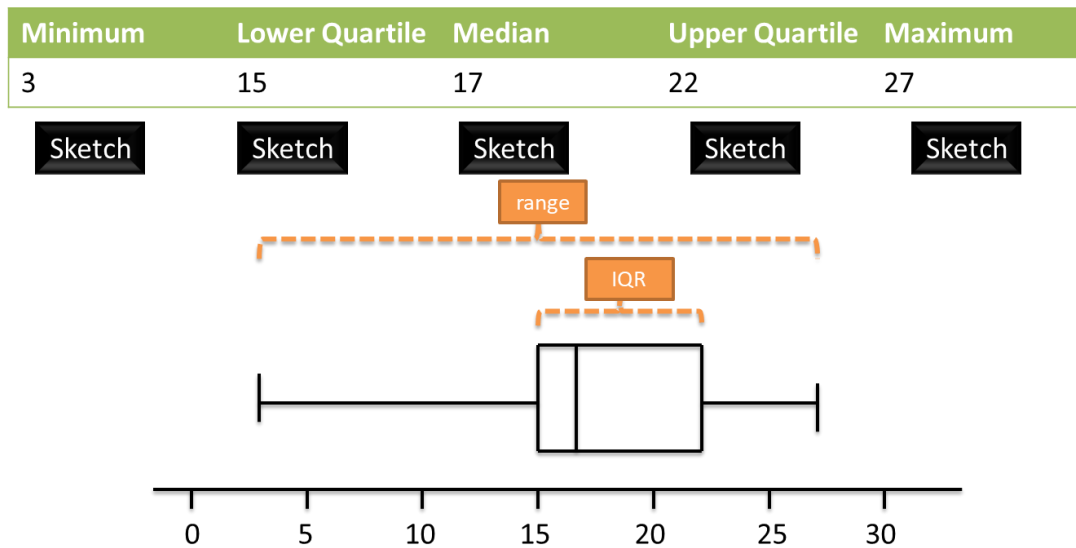 Minimum Lower Quartile Median Upper Quartile Maximum
3 15 17 22 27
Sketch Sketch Sketch Sketch Sketch
range
IQR
0 5 10 15 20 25 30